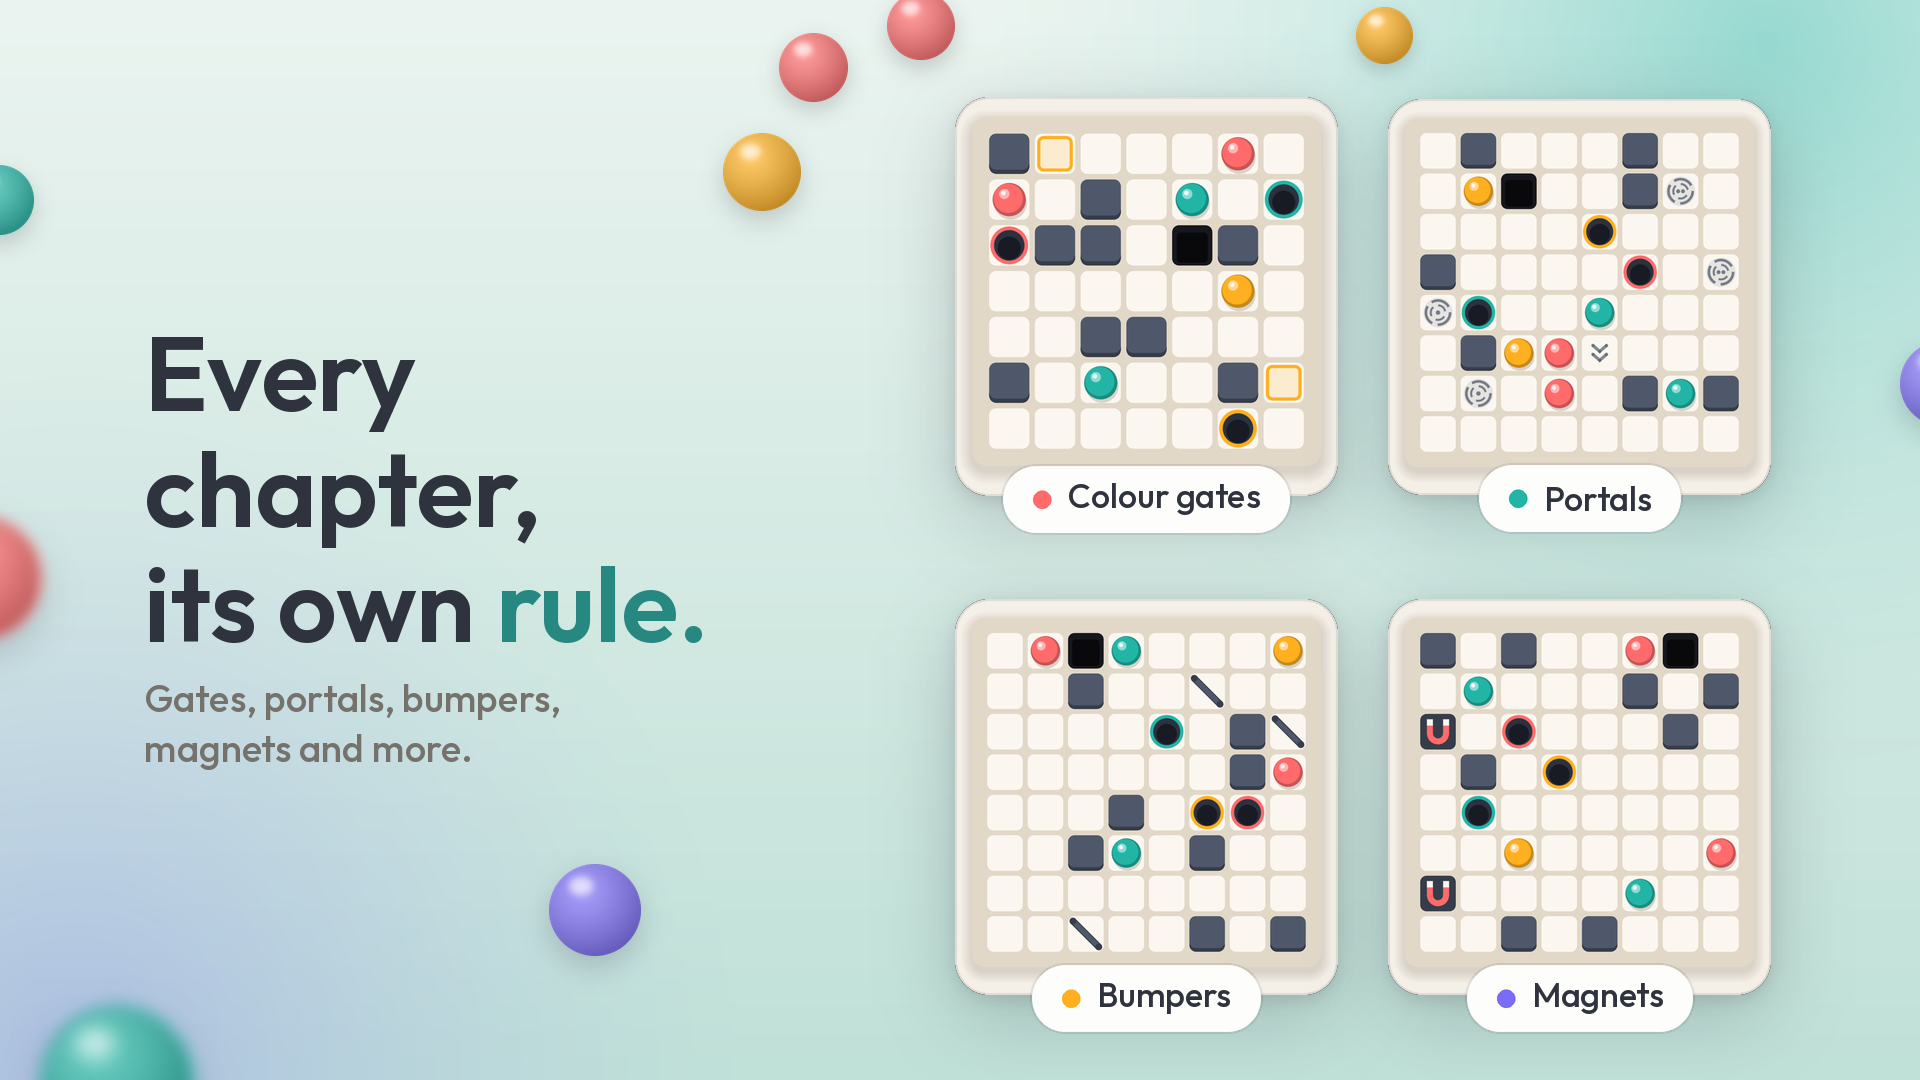 Every
chapter,
its own rule.
Gates, portals, bumpers,
magnets and more.
Colour gates
Portals
Bumpers
Magnets